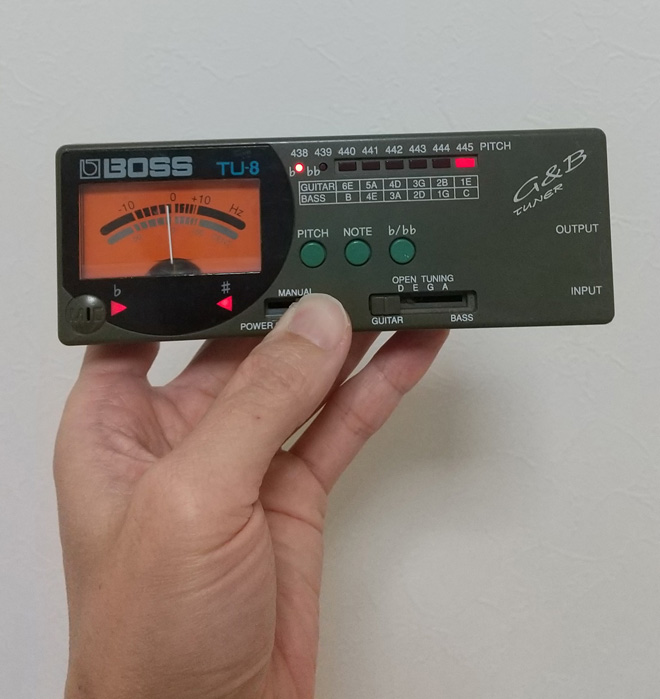 BOSS TU-8
438 439 440 441 442 443 444 445 PITCH
♭ ♭♭
GUITAR 6E 5A 4D 3G 2B 1E
BASS B 4E 3A 2D 1G C
G&B
TUNER
-10 0 +10 Hz
PITCH NOTE ♭/♭♭
OUTPUT
♭ ♯
OPEN TUNING
D E G A
MANUAL
INPUT
MIC
POWER
GUITAR BASS